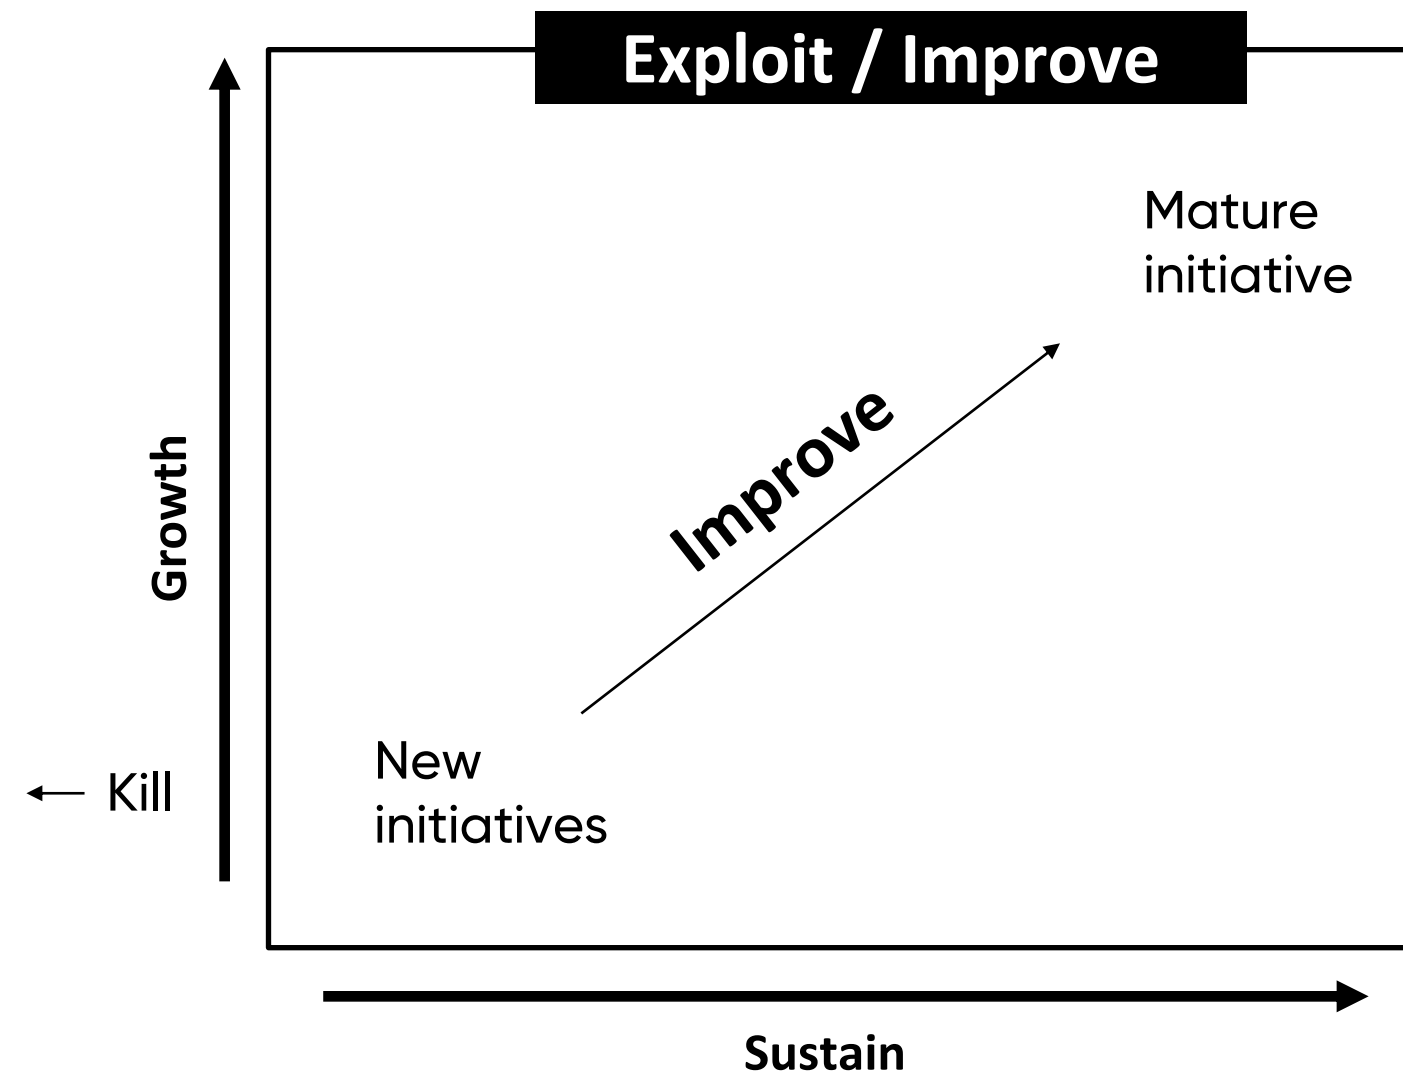 Exploit / Improve
Mature
initiative
Improve
Growth
New
initiatives
Kill
Sustain